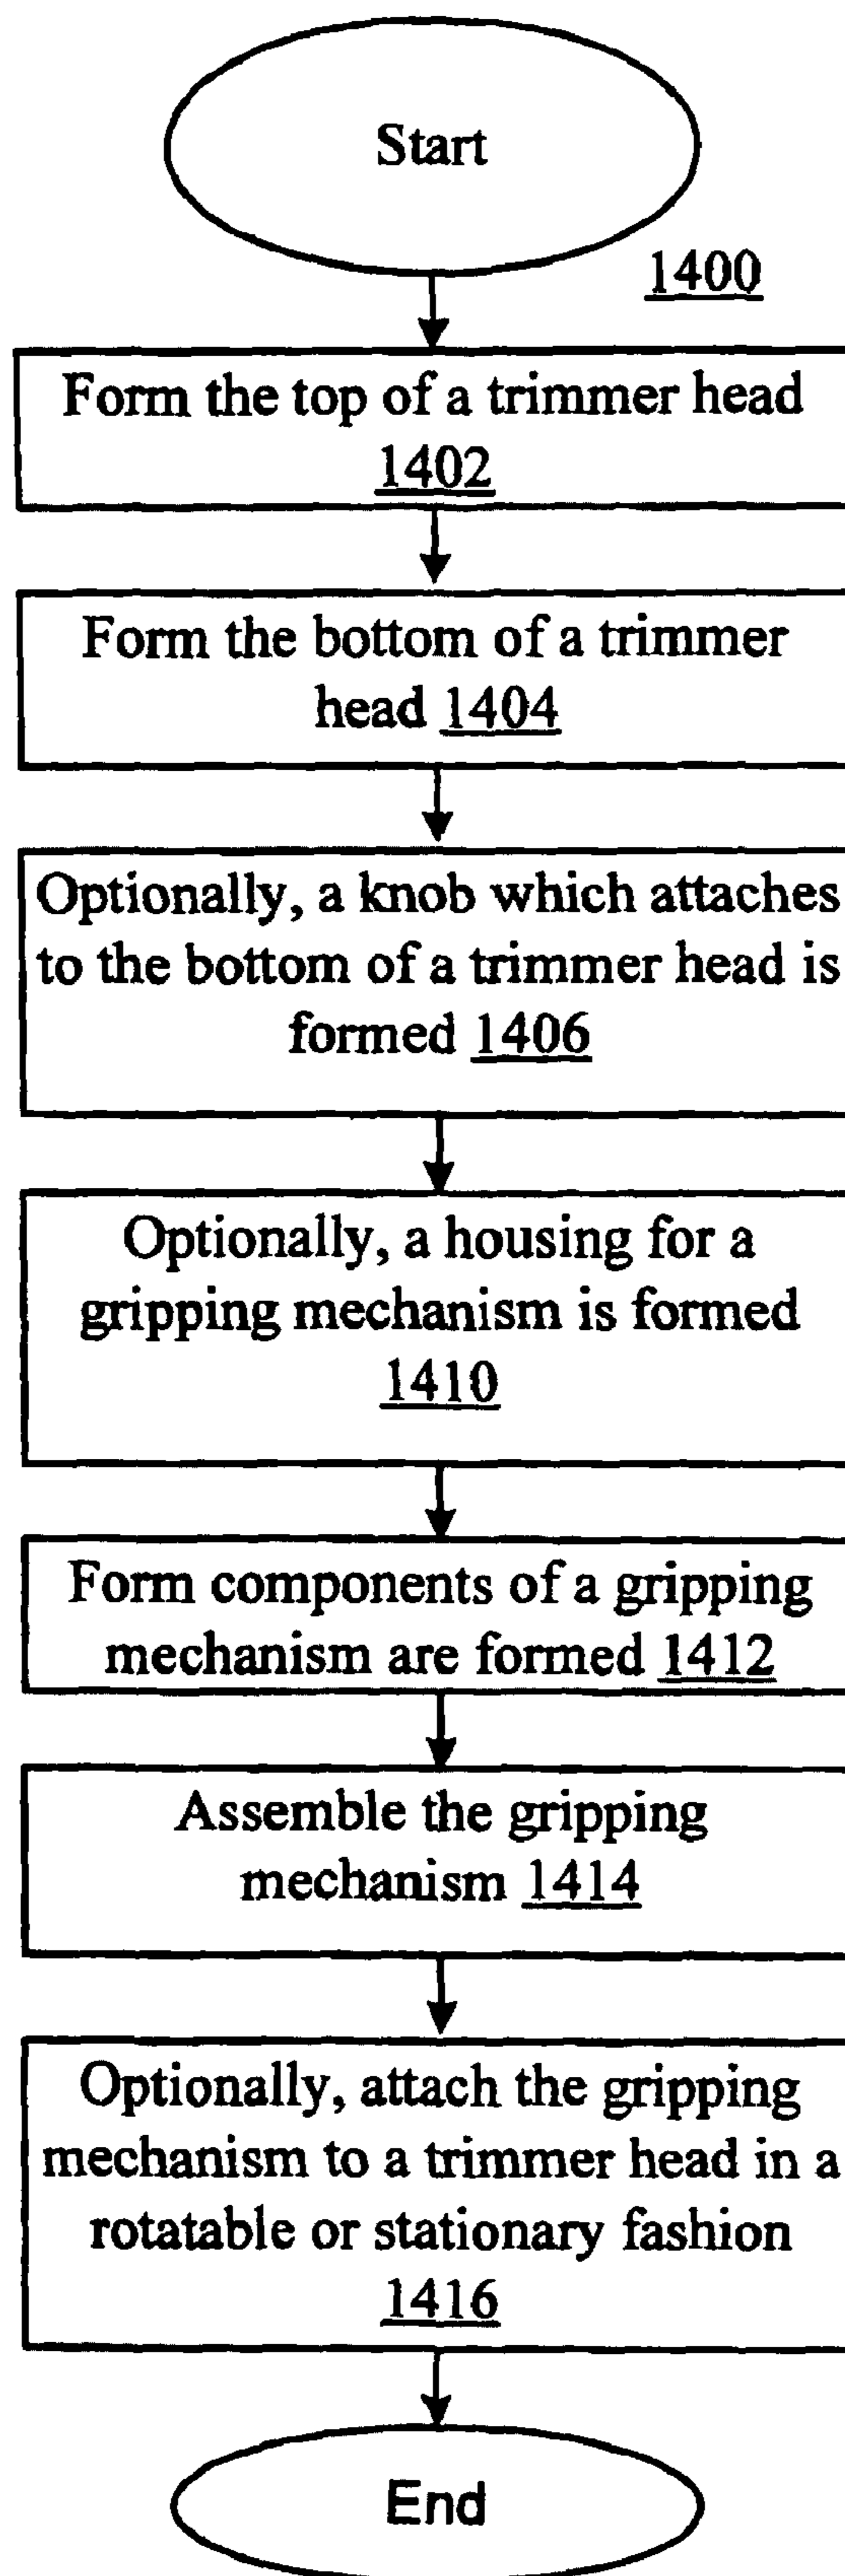 Start
1400
Form the top of a trimmer head
1402
Form the bottom of a trimmer
head 1404
Optionally, a knob which attaches
to the bottom of a trimmer head is
formed 1406
Optionally, a housing for a
gripping mechanism is formed
1410
Form components of a gripping
mechanism are formed 1412
Assemble the gripping
mechanism 1414
Optionally, attach the gripping
mechanism to a trimmer head in a
rotatable or stationary fashion
1416
End